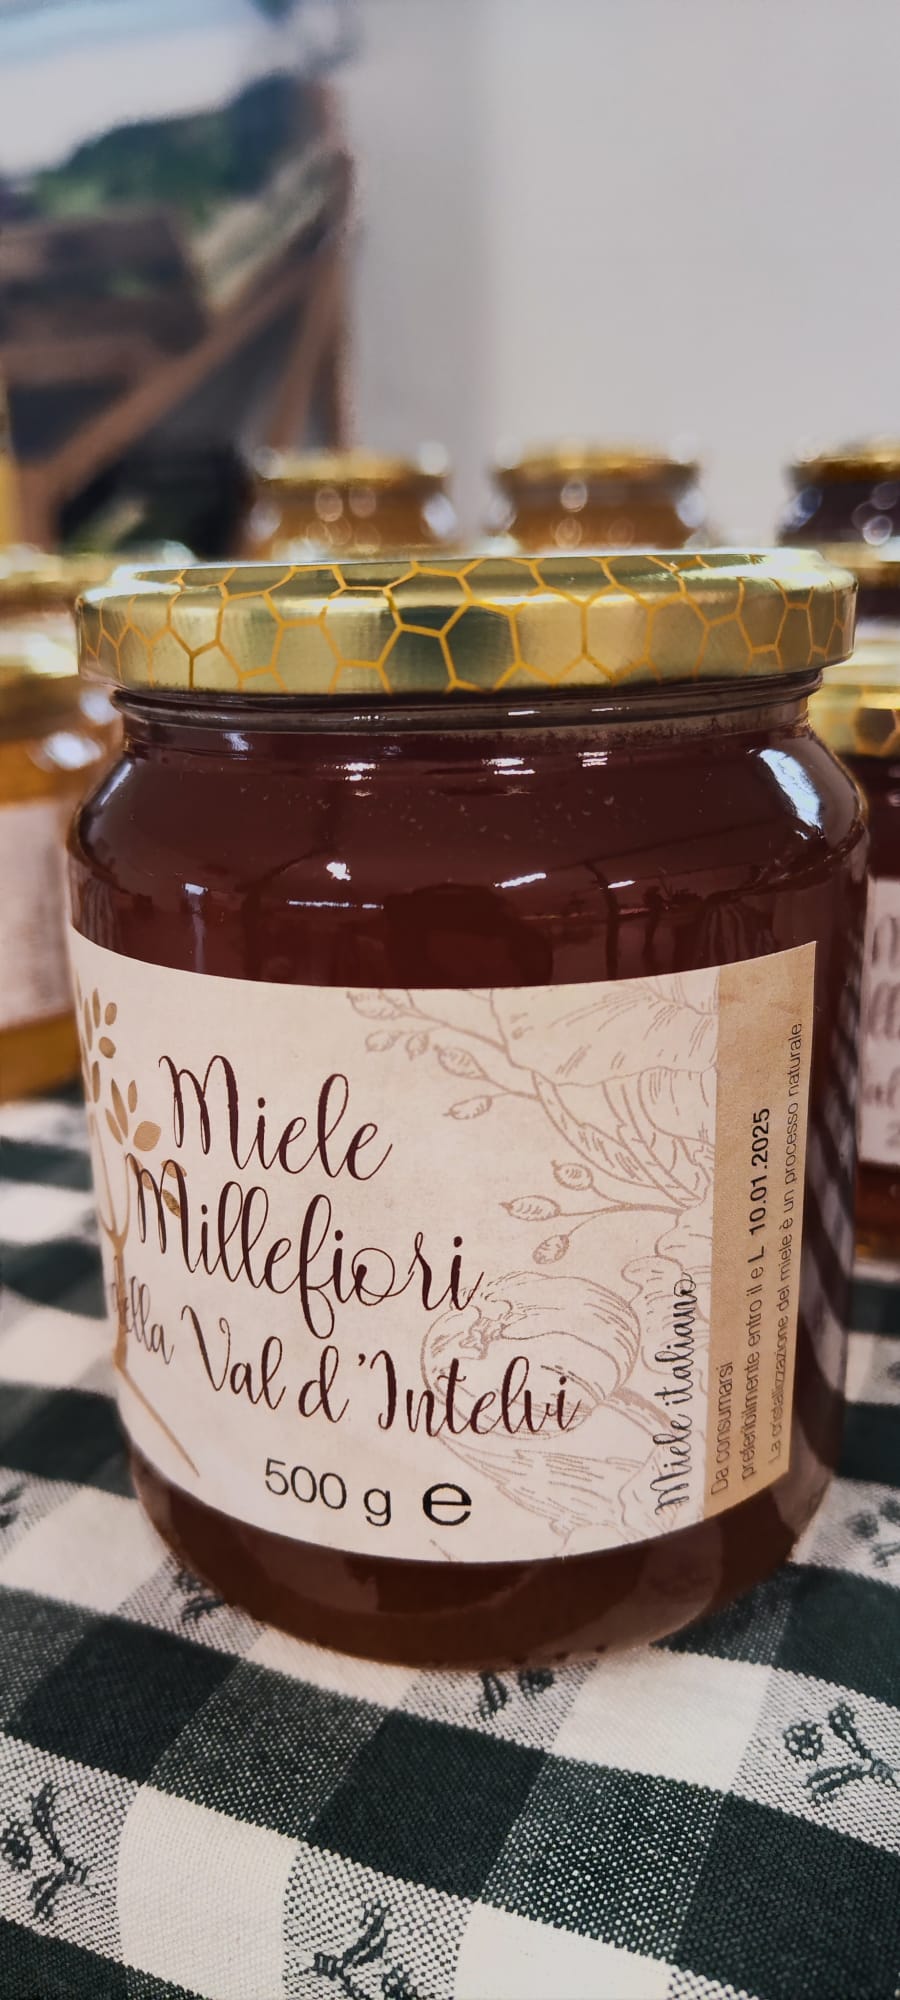 Miele
Millefiori
della Val d'Intelvi
500 g e
Miele italiano
Da consumarsi
preferibilmente entro il e L 10.01.2025
La cristallizzazione del miele è un processo naturale